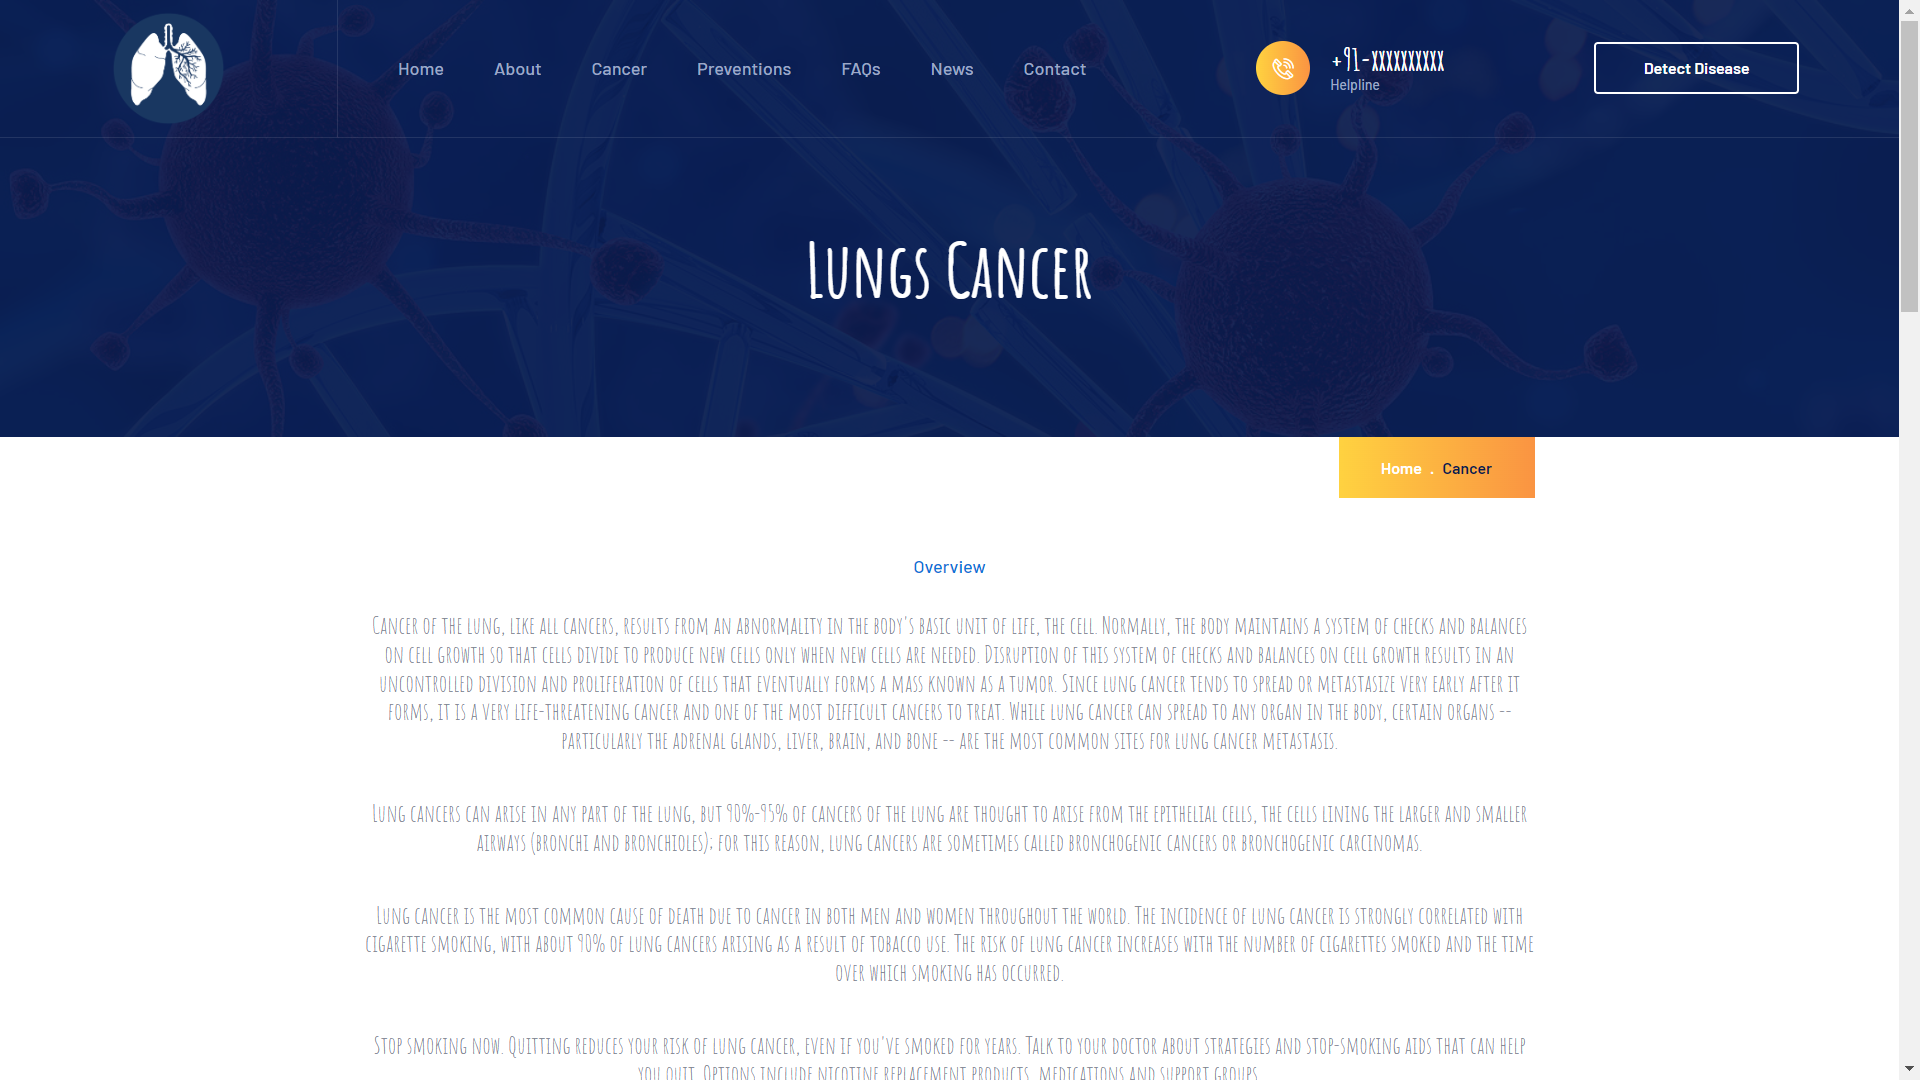 Home
About
Cancer
Preventions
FAQs
News
Contact
+91-xxxxxxxxxx
Helpline
Detect Disease
Lungs Cancer
Home . Cancer
Overview
Cancer of the lung, like all cancers, results from an abnormality in the body's basic unit of life, the cell. Normally, the body maintains a system of checks and balances
on cell growth so that cells divide to produce new cells only when new cells are needed. Disruption of this system of checks and balances on cell growth results in an
uncontrolled division and proliferation of cells that eventually forms a mass known as a tumor. Since lung cancer tends to spread or metastasize very early after it
forms, it is a very life-threatening cancer and one of the most difficult cancers to treat. While lung cancer can spread to any organ in the body, certain organs --
particularly the adrenal glands, liver, brain, and bone -- are the most common sites for lung cancer metastasis.
Lung cancers can arise in any part of the lung, but 90%-95% of cancers of the lung are thought to arise from the epithelial cells, the cells lining the larger and smaller
airways (bronchi and bronchioles); for this reason, lung cancers are sometimes called bronchogenic cancers or bronchogenic carcinomas.
Lung cancer is the most common cause of death due to cancer in both men and women throughout the world. The incidence of lung cancer is strongly correlated with
cigarette smoking, with about 90% of lung cancers arising as a result of tobacco use. The risk of lung cancer increases with the number of cigarettes smoked and the time
over which smoking has occurred.
Stop smoking now. Quitting reduces your risk of lung cancer, even if you've smoked for years. Talk to your doctor about strategies and stop-smoking aids that can help
you quit. Options include nicotine replacement products, medications and support groups.